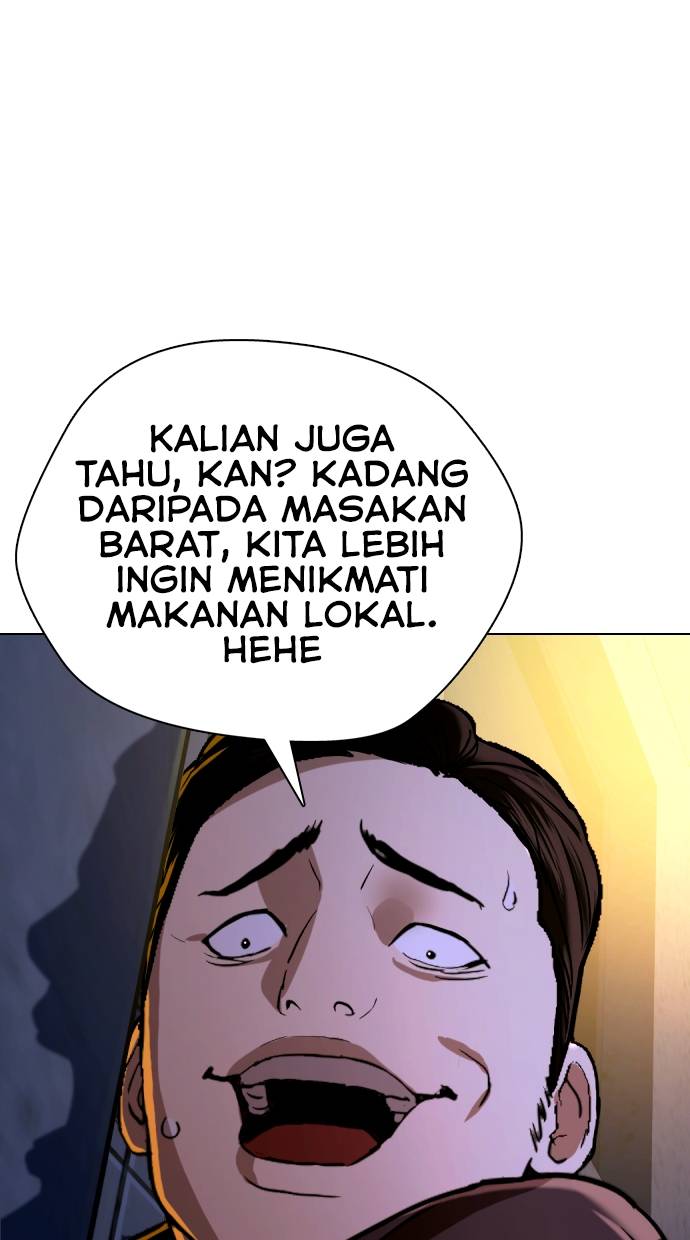 KALIAN JUGA
TAHU, KAN? KADANG
DARIPADA MASAKAN
BARAT, KITA LEBIH
INGIN MENIKMATI
MAKANAN LOKAL.
HEHE